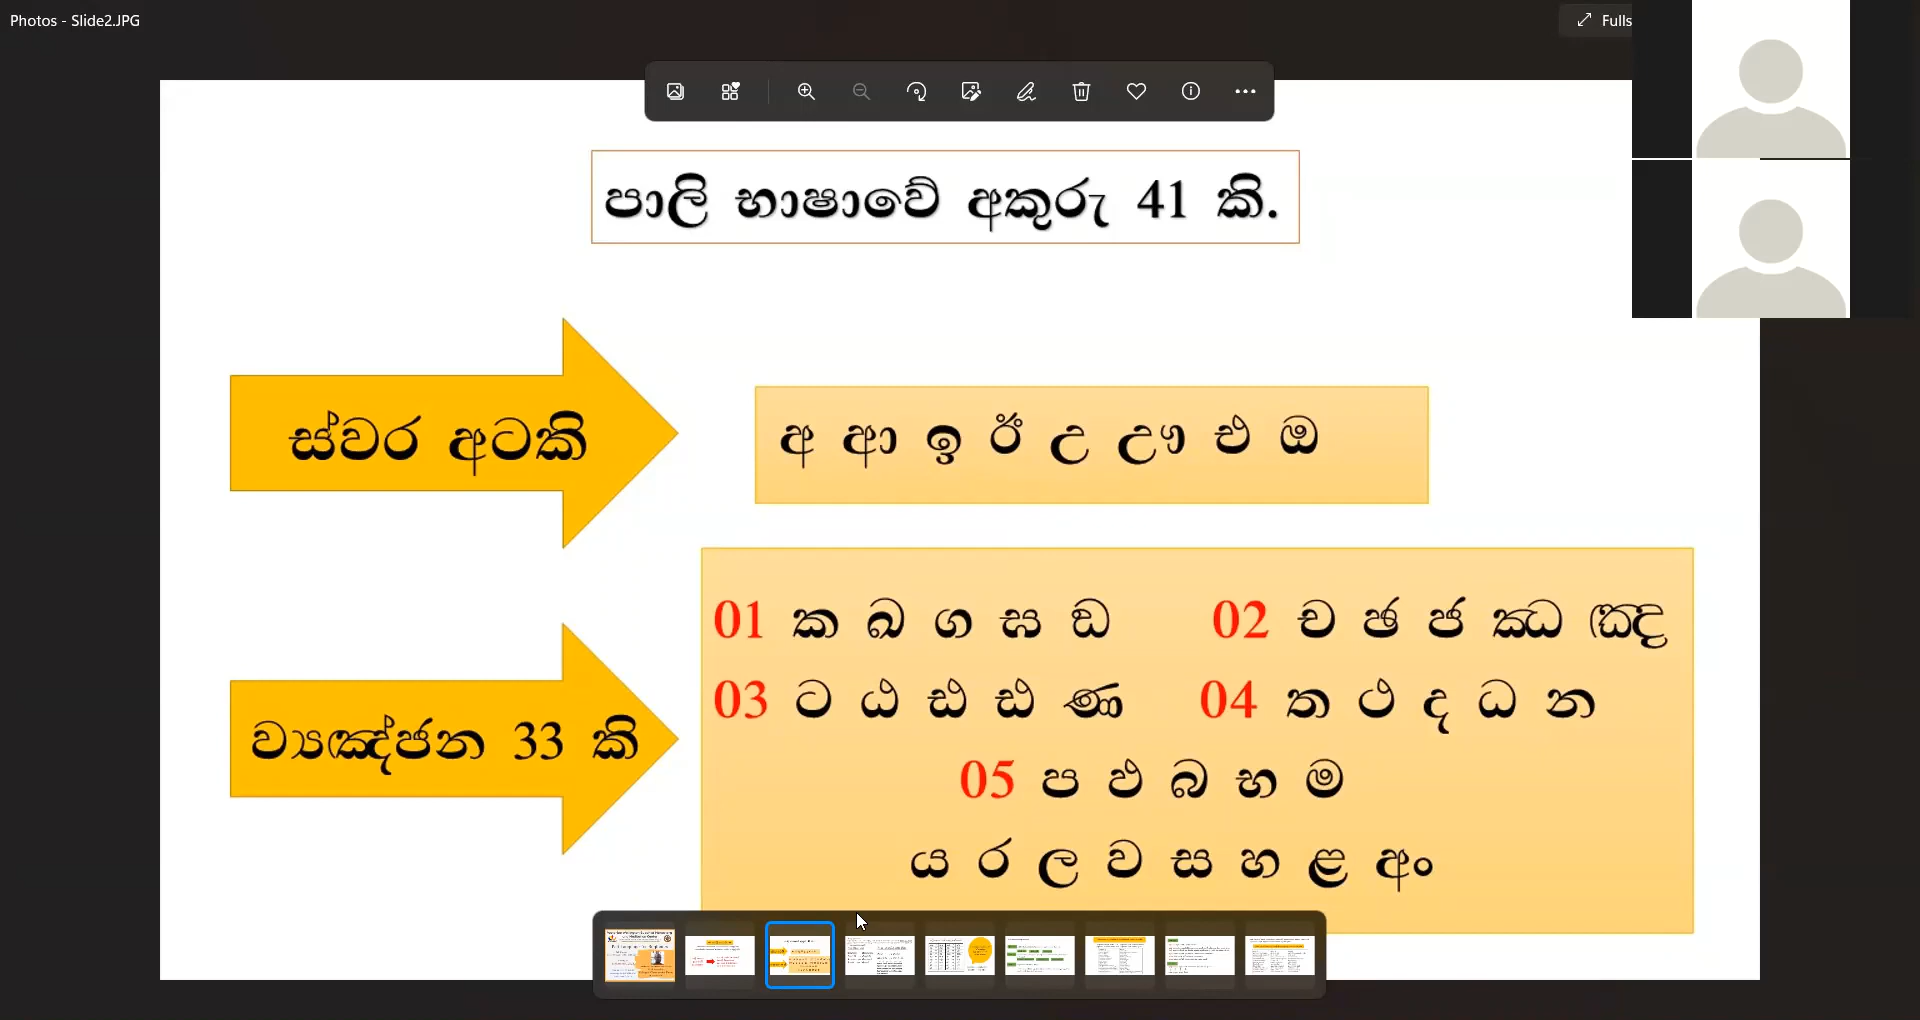 Photos - Slide2.JPG
Fulls
පාලි භාෂාවේ අකුරු 41 කි.
ස්වර අටකි
අ ආ ඉ ඊ උ ඌ එ ඔ
ව්‍යඤ්ජන 33 කි
01 ක ඛ ග ඝ ඞ 02 ච ඡ ජ ඣ ඤ
03 ට ඨ ඩ ඪ ණ 04 ත ථ ද ධ න
05 ප ඵ බ භ ම
ය ර ල ව ස හ ළ අං